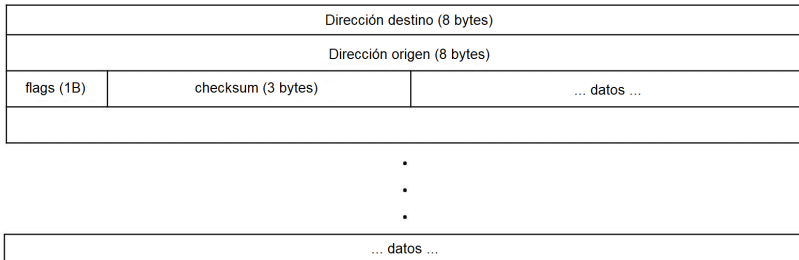 Dirección destino (8 bytes)
Dirección origen (8 bytes)
flags (1B) checksum (3 bytes) ... datos ...
... datos ...